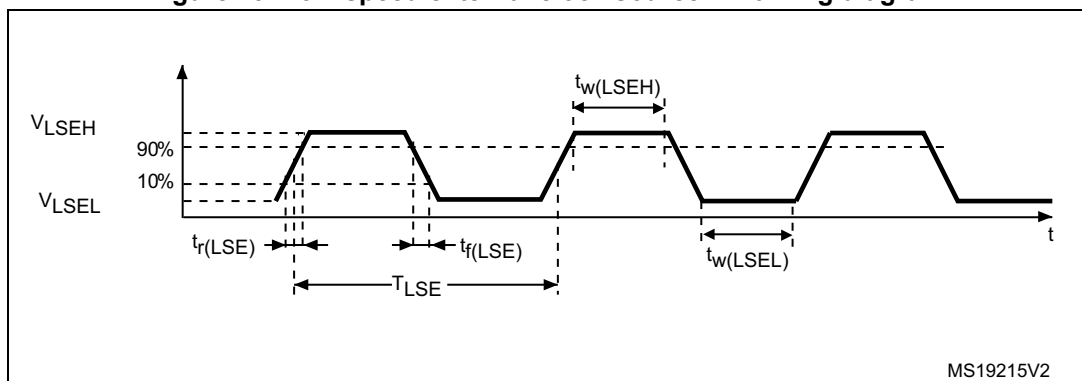 tw(LSEH)
VLSEH
90%
10%
VLSEL
tr(LSE)
tf(LSE)
TLSE
tw(LSEL)
t
MS19215V2